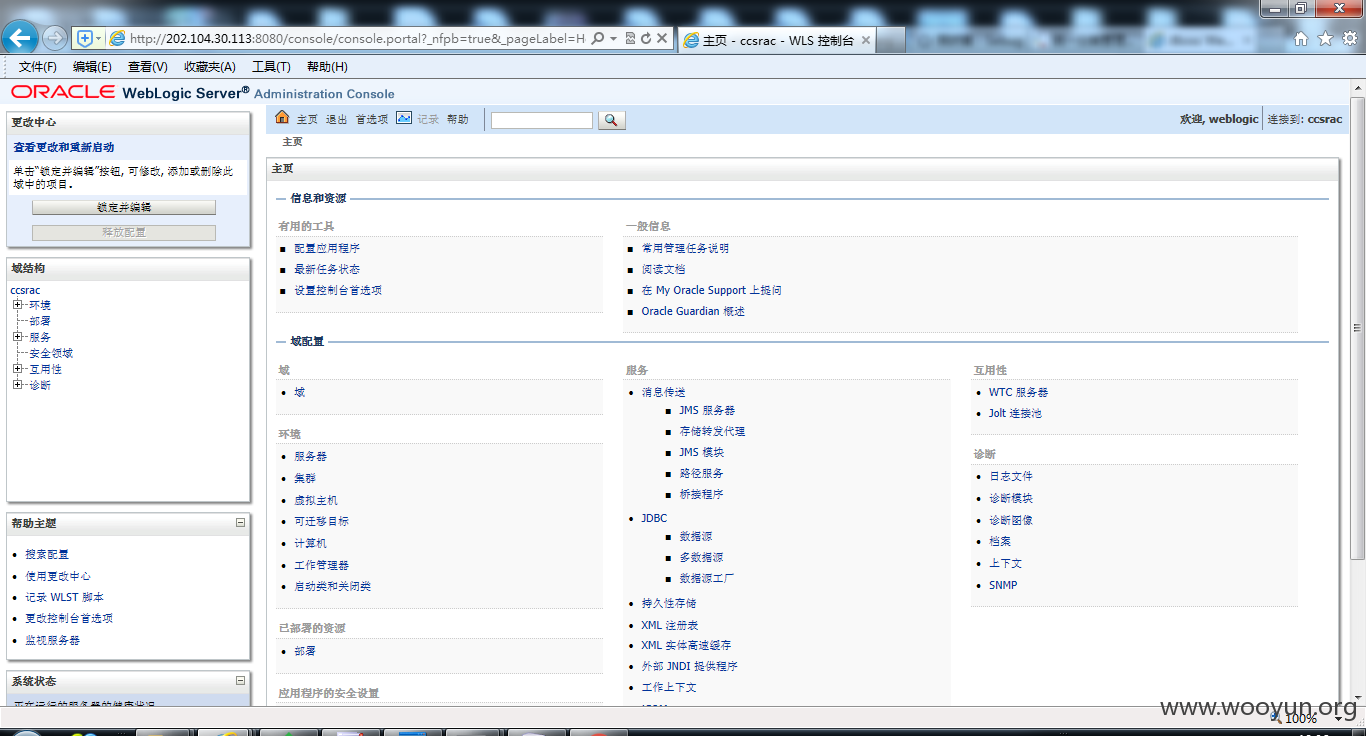 http://202.104.30.113:8080/console/console.portal?_nfpb=true&_pageLabel=H
主页 - ccsrac - WLS 控制台
文件(F) 编辑(E) 查看(V) 收藏夹(A) 工具(T) 帮助(H)
ORACLE WebLogic Server® Administration Console
更改中心
查看更改和重新启动
单击“锁定并编辑”按钮, 可修改, 添加或删除此
域中的项目.
锁定并编辑
释放配置
域结构
ccsrac
环境
部署
服务
安全领域
互用性
诊断
帮助主题
搜索配置
使用更改中心
记录 WLST 脚本
更改控制台首选项
监视服务器
系统状态
正在运行的服务器的健康状况
主页 退出 首选项 记录 帮助
欢迎, weblogic 连接到: ccsrac
主页
主页
信息和资源
有用的工具
配置应用程序
最新任务状态
设置控制台首选项
一般信息
常用管理任务说明
阅读文档
在 My Oracle Support 上提问
Oracle Guardian 概述
域配置
域
域
环境
服务器
集群
虚拟主机
可迁移目标
计算机
工作管理器
启动类和关闭类
已部署的资源
部署
应用程序的安全设置
服务
消息传送
JMS 服务器
存储转发代理
JMS 模块
路径服务
桥接程序
JDBC
数据源
多数据源
数据源工厂
持久性存储
XML 注册表
XML 实体高速缓存
外部 JNDI 提供程序
工作上下文
互用性
WTC 服务器
Jolt 连接池
诊断
日志文件
诊断模块
诊断图像
档案
上下文
SNMP
www.wooyun.org
100%